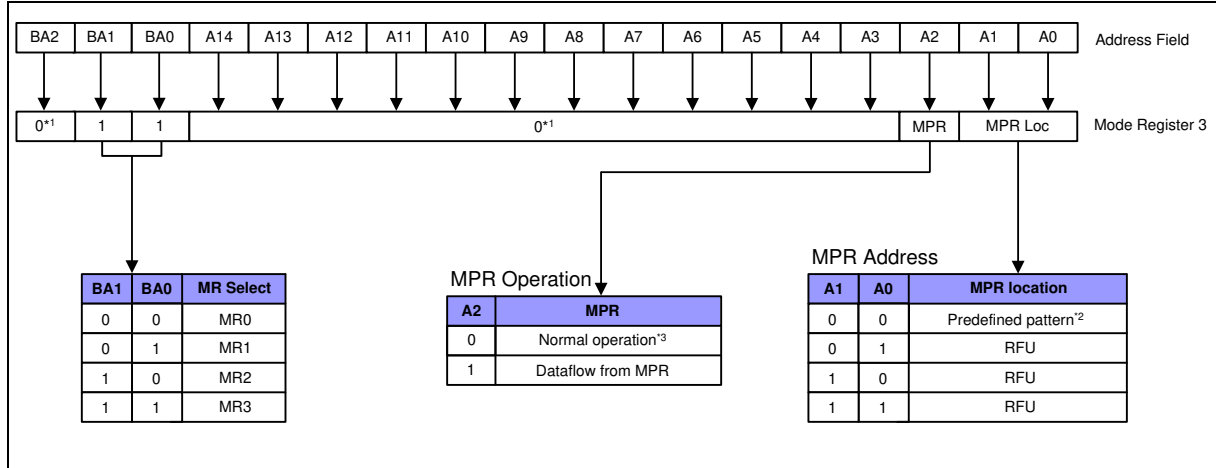 BA2 BA1 BA0 A14 A13 A12 A11 A10 A9 A8 A7 A6 A5 A4 A3 A2 A1 A0 Address Field
0*1 1 1 0*1 MPR MPR Loc Mode Register 3
BA1 BA0 MR Select
0 0 MR0
0 1 MR1
1 0 MR2
1 1 MR3
MPR Operation
A2 MPR
0 Normal operation*3
1 Dataflow from MPR
MPR Address
A1 A0 MPR location
0 0 Predefined pattern*2
0 1 RFU
1 0 RFU
1 1 RFU